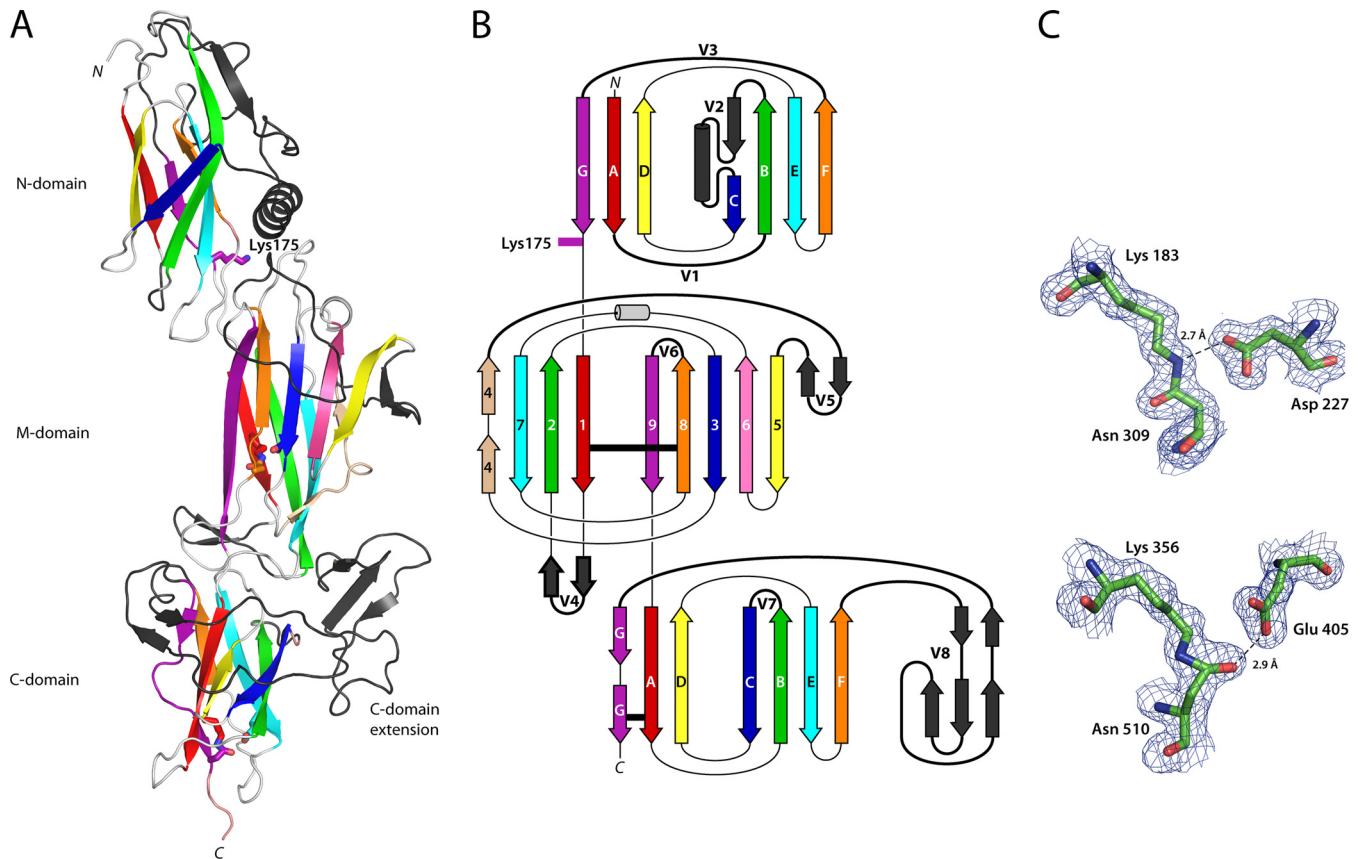 A
B
C
N
N-domain
Lys175
M-domain
C-domain
C-domain
extension
C
V3
N
V2
G
A
D
C
B
E
F
Lys175
V1
V6
V5
4
4
7
2
1
9
8
3
6
5
V4
V7
V8
G
G
A
D
C
B
E
F
C
Lys 183
2.7 Å
Asp 227
Asn 309
Lys 356
Glu 405
2.9 Å
Asn 510